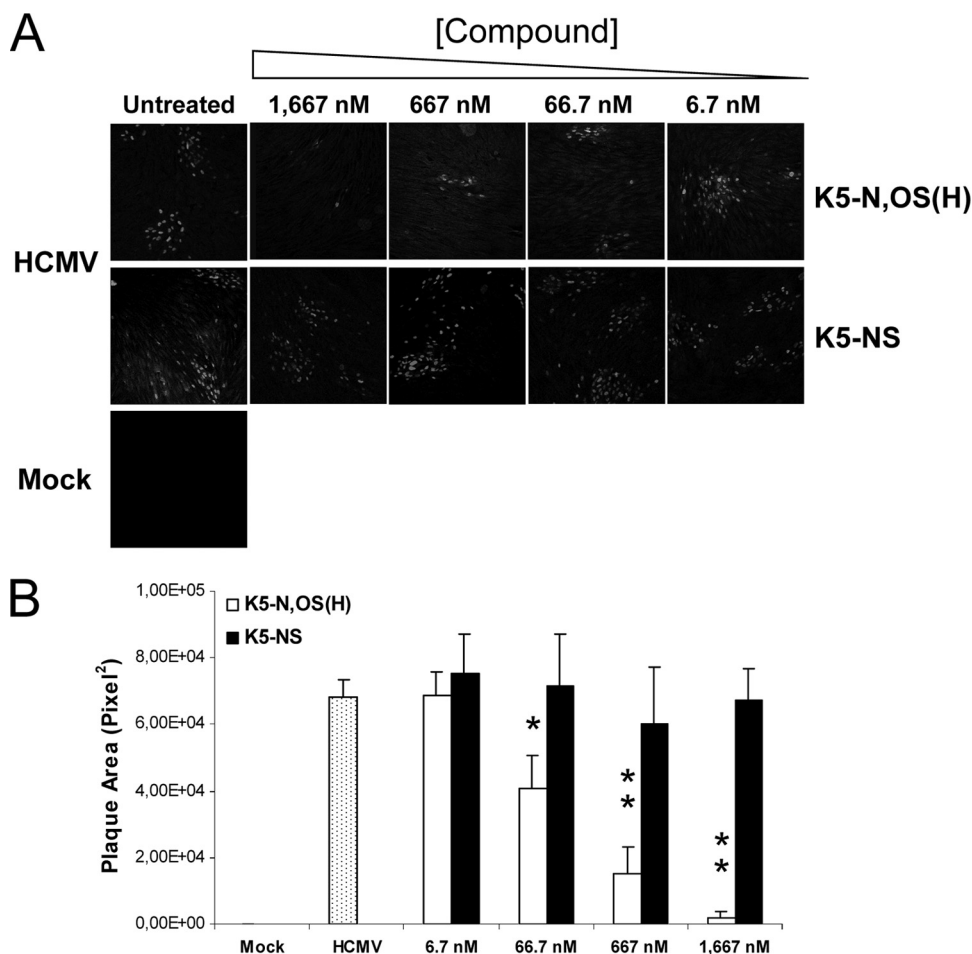 A
[Compound]
Untreated 1,667 nM 667 nM 66.7 nM 6.7 nM
K5-N,OS(H)
HCMV
K5-NS
Mock
B
1,00E+05
K5-N,OS(H)
K5-NS
8,00E+04
6,00E+04
4,00E+04
2,00E+04
0,00E+00
Plaque Area (Pixel²)
*
* *
* *
Mock HCMV 6.7 nM 66.7 nM 667 nM 1,667 nM